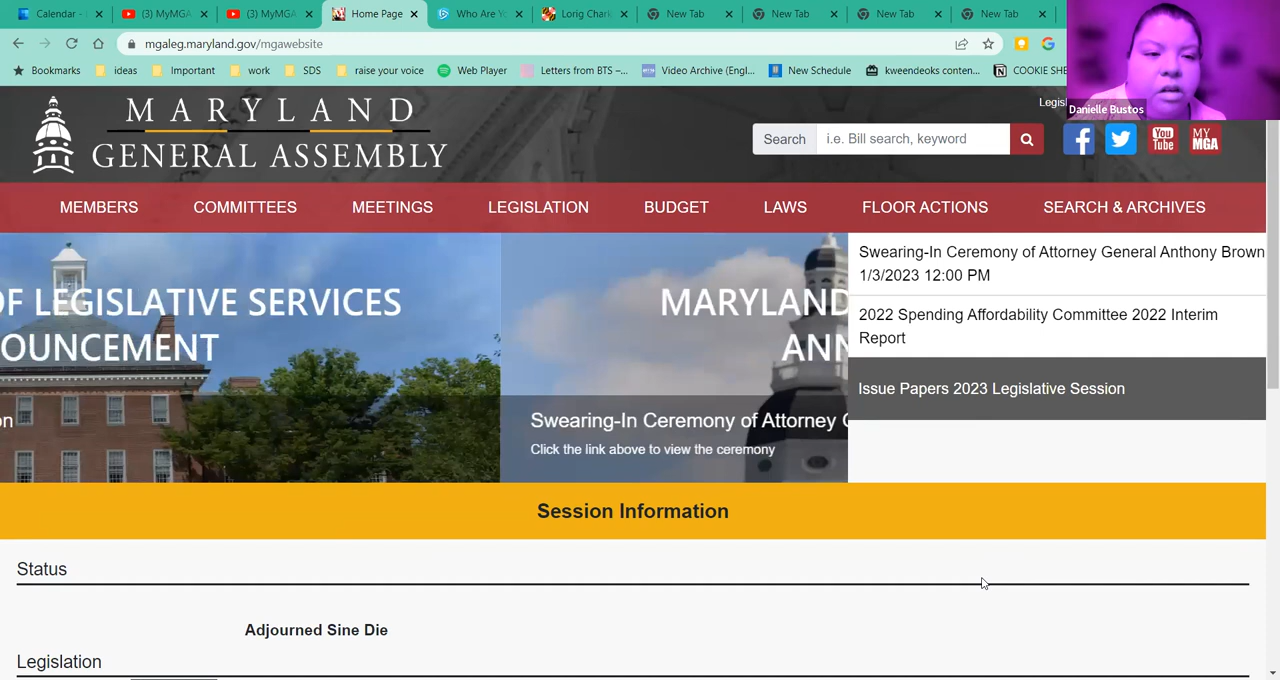 Calendar -
(3) MyMGA
(3) MyMGA
Home Page
Who Are Yo
Lorig Chark
New Tab
New Tab
New Tab
New Tab
mgaleg.maryland.gov/mgawebsite
Bookmarks
ideas
Important
work
SDS
raise your voice
Web Player
Letters from BTS –...
Video Archive (Engl...
New Schedule
kweendeoks conten...
COOKIE SHE
Danielle Bustos
Legisl
MARYLAND
GENERAL ASSEMBLY
Search
i.e. Bill search, keyword
You
Tube
MY
MGA
MEMBERS
COMMITTEES
MEETINGS
LEGISLATION
BUDGET
LAWS
FLOOR ACTIONS
SEARCH & ARCHIVES
OF LEGISLATIVE SERVICES
OUNCEMENT
on
MARYLAND
ANN
Swearing-In Ceremony of Attorney G
Click the link above to view the ceremony
Swearing-In Ceremony of Attorney General Anthony Brown
1/3/2023 12:00 PM
2022 Spending Affordability Committee 2022 Interim
Report
Issue Papers 2023 Legislative Session
Session Information
Status
Adjourned Sine Die
Legislation